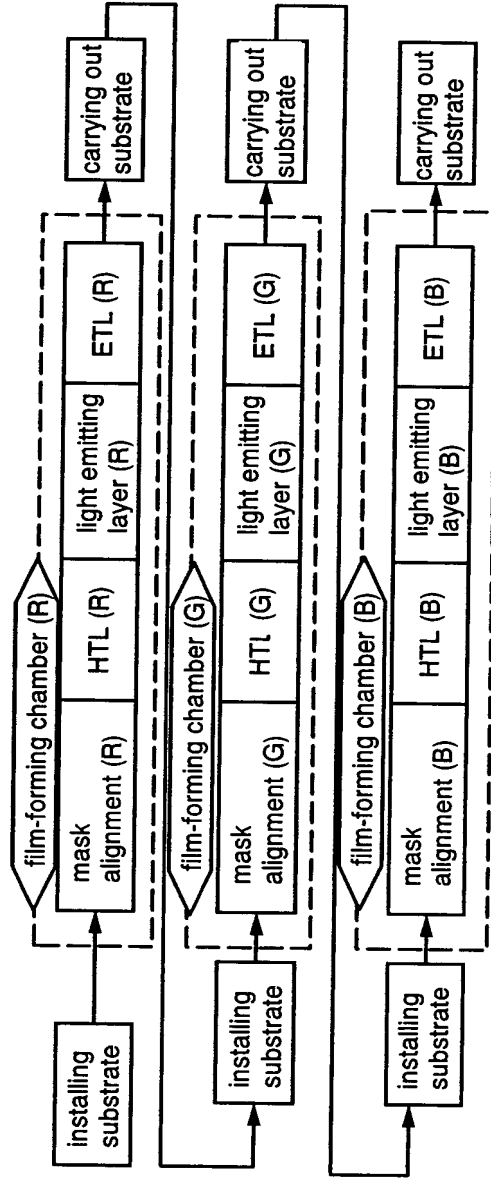 installing
substrate
film-forming chamber (R)
mask
alignment (R)
HTL (R)
light emitting
layer (R)
ETL (R)
carrying out
substrate
installing
substrate
film-forming chamber (G)
mask
alignment (G)
HTL (G)
light emitting
layer (G)
ETL (G)
carrying out
substrate
installing
substrate
film-forming chamber (B)
mask
alignment (B)
HTL (B)
light emitting
layer (B)
ETL (B)
carrying out
substrate